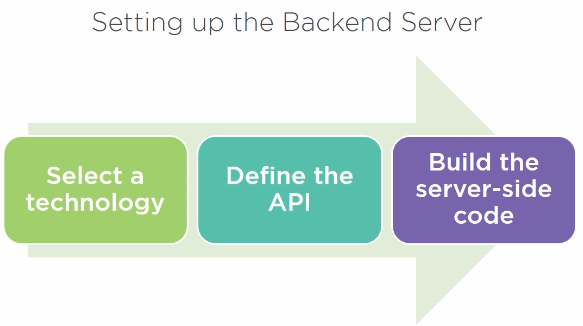 Setting up the Backend Server
Select a
technology
Define the
API
Build the
server-side
code